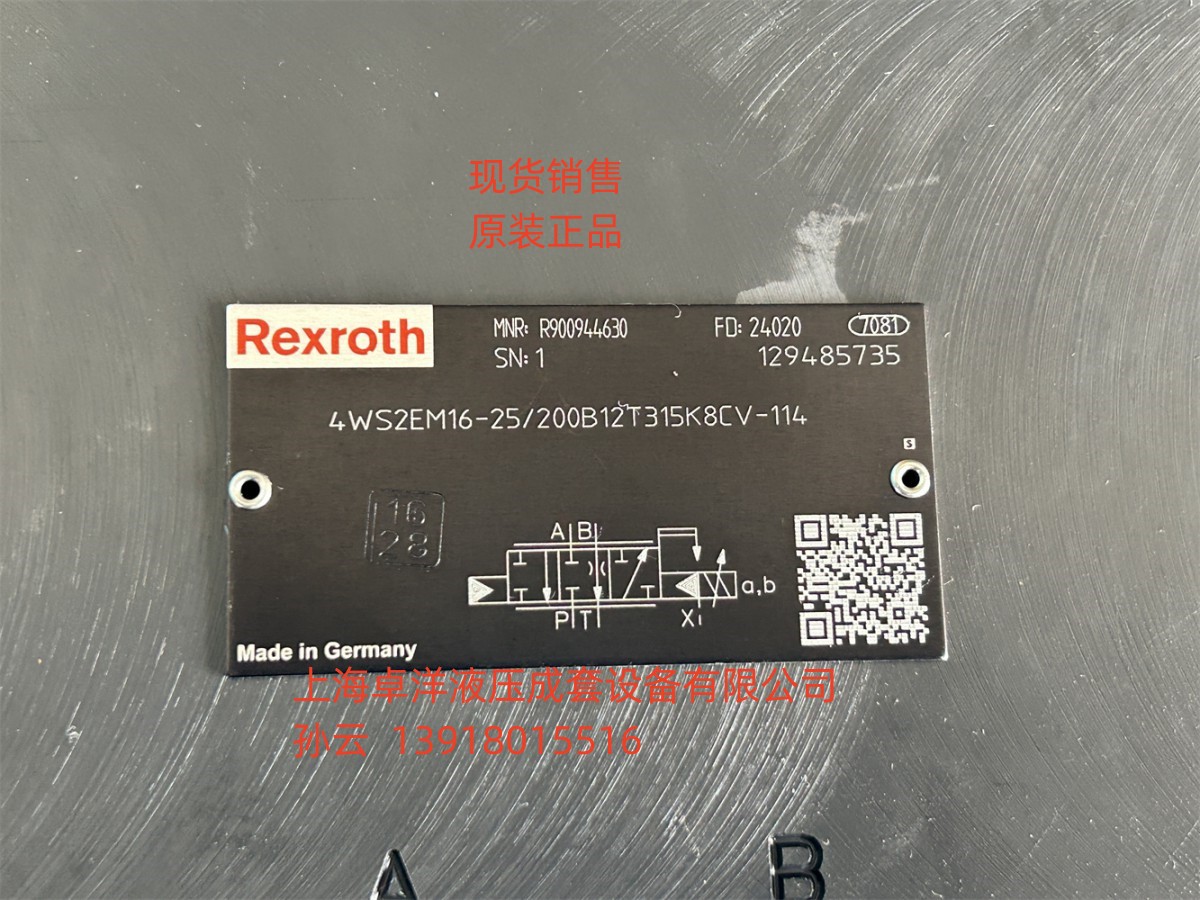 现货销售
原装正品
Rexroth
MNR: R900944630
FD: 24020
7081
SN: 1
129485735
4WS2EM16-25/200B12T315K8CV-114
S
16
28
A B
a,b
P T X
Made in Germany
上海卓洋液压成套设备有限公司
孙云 13918015516
A B